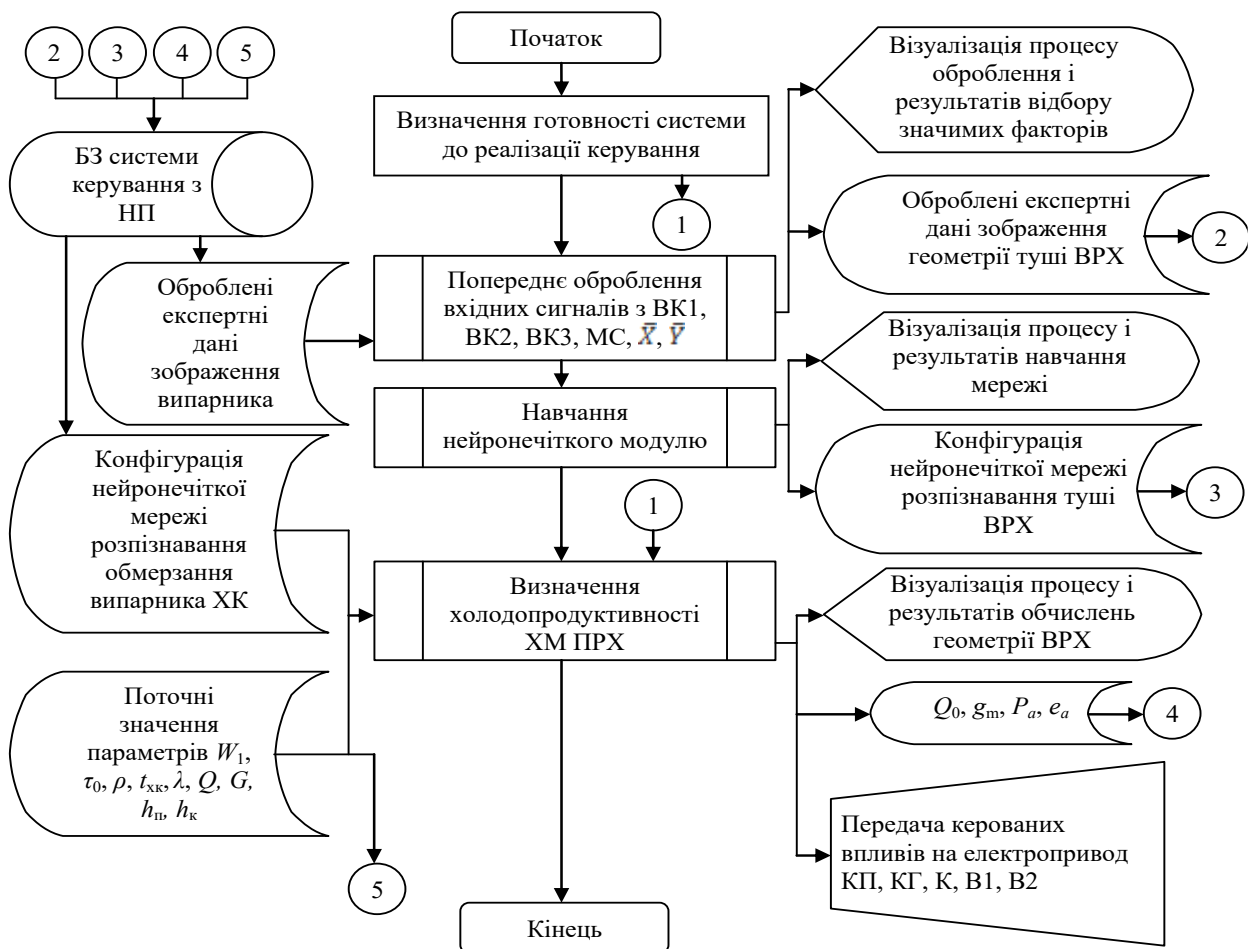 2
3
4
5
Початок
Візуалізація процесу
оброблення і
результатів відбору
значимих факторів
Визначення готовності системи
до реалізації керування
БЗ системи
керування з
НП
1
Оброблені експертні
дані зображення
геометрії туші ВРХ
2
Оброблені
експертні
дані
зображення
випарника
Попереднє оброблення
вхідних сигналів з ВК1,
ВК2, ВК3, МС, X̄, Ȳ
Візуалізація процесу і
результатів навчання
мережі
Навчання
нейронечіткого модулю
Конфігурація
нейронечіткої
мережі
розпізнавання
обмерзання
випарника ХК
Конфігурація
нейронечіткої мережі
розпізнавання туші
ВРХ
3
1
Визначення
холодопродуктивності
ХМ ПРХ
Візуалізація процесу і
результатів обчислень
геометрії ВРХ
Поточні
значення
параметрів W₁,
τ₀, ρ, tхк, λ, Q, G,
hп, hк
Q₀, gm, Pa, ea
4
Передача керованих
впливів на електропривод
КП, КГ, К, В1, В2
5
Кінець